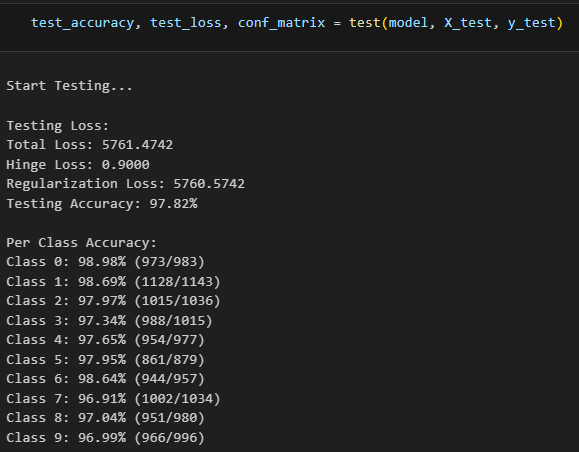 test_accuracy, test_loss, conf_matrix = test(model, X_test, y_test)
Start Testing...
Testing Loss:
Total Loss: 5761.4742
Hinge Loss: 0.9000
Regularization Loss: 5760.5742
Testing Accuracy: 97.82%
Per Class Accuracy:
Class 0: 98.98% (973/983)
Class 1: 98.69% (1128/1143)
Class 2: 97.97% (1015/1036)
Class 3: 97.34% (988/1015)
Class 4: 97.65% (954/977)
Class 5: 97.95% (861/879)
Class 6: 98.64% (944/957)
Class 7: 96.91% (1002/1034)
Class 8: 97.04% (951/980)
Class 9: 96.99% (966/996)